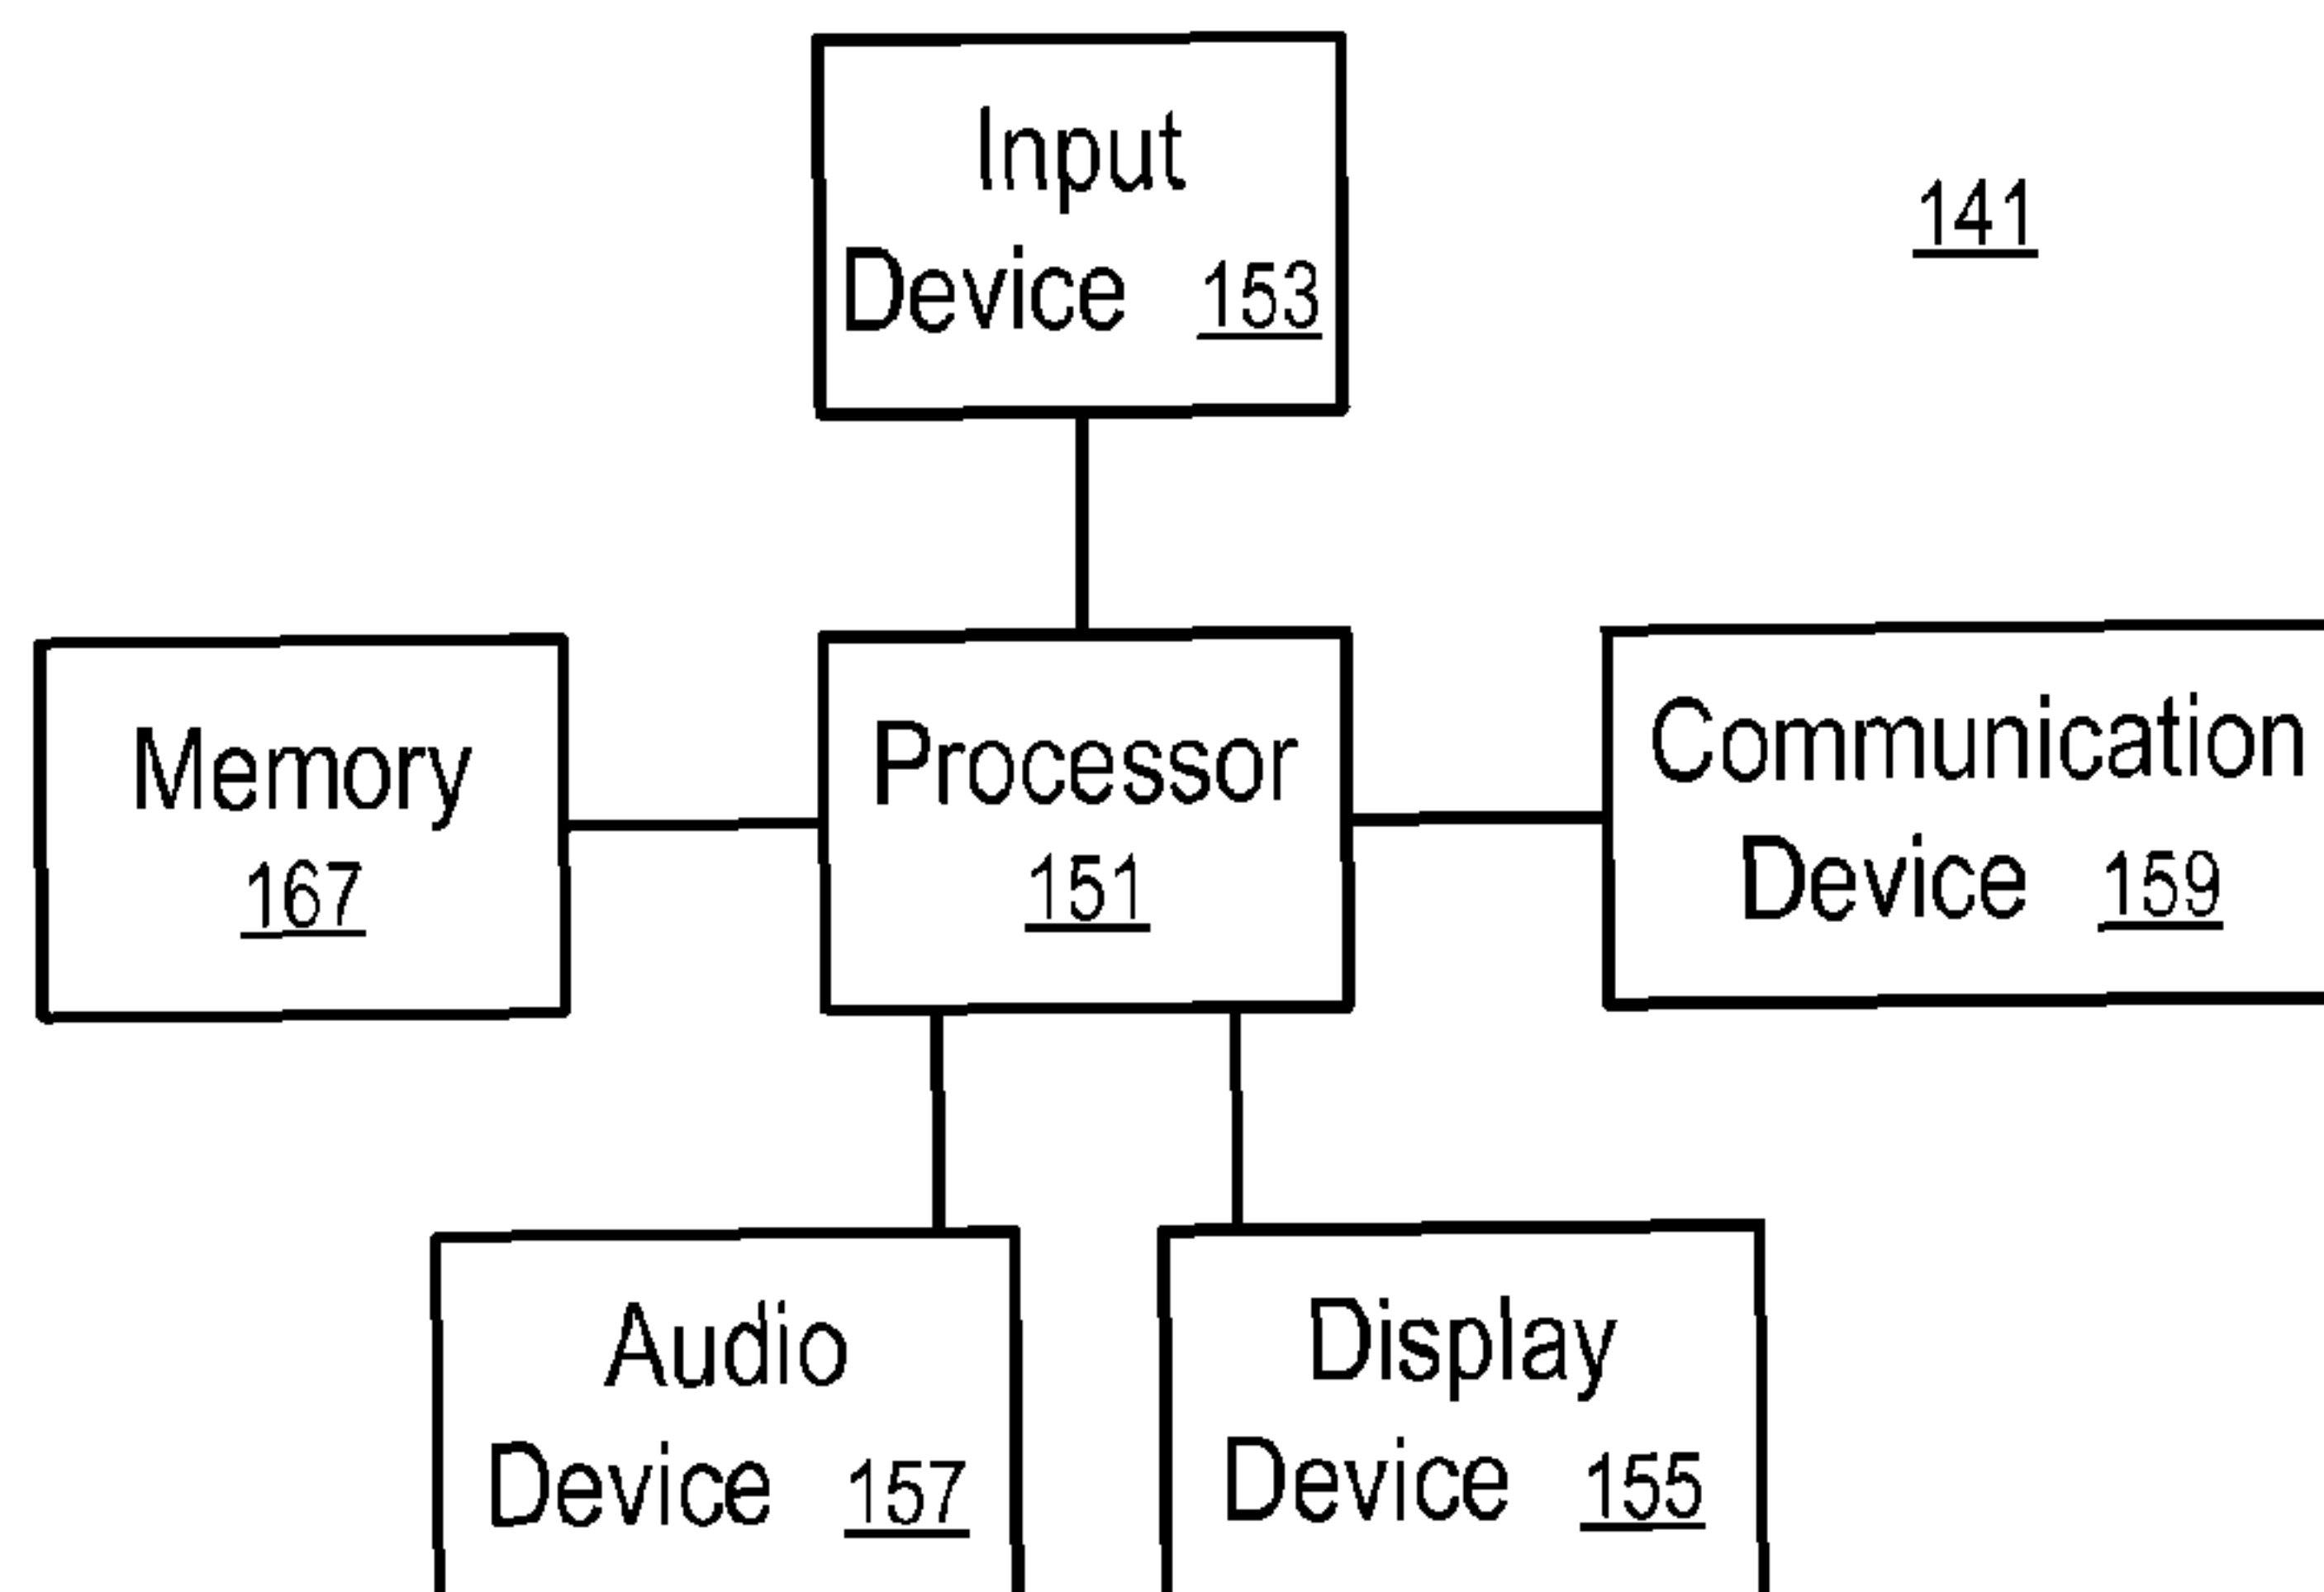 Input
Device 153
141
Memory
167
Processor
151
Communication
Device 159
Audio
Device 157
Display
Device 155